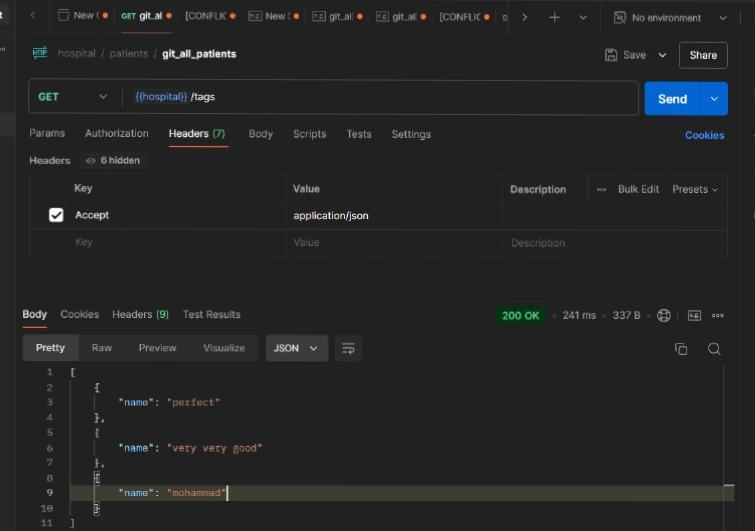 New ( GET git_al [CONFLIC New git_all git_all [CONFLIC No environment
HTTP hospital / patients / git_all_patients Save Share
GET {{hospital}} /tags Send
Params Authorization Headers (7) Body Scripts Tests Settings Cookies
Headers 6 hidden
Key Value Description Bulk Edit Presets
Accept application/json
Key Value Description
Body Cookies Headers (9) Test Results 200 OK 241 ms 337 B
Pretty Raw Preview Visualize JSON
1 [
2 {
3 "name": "perfect"
4 },
5 {
6 "name": "very very good"
7 },
8 {
9 "name": "mohammad"
10 }
11 ]